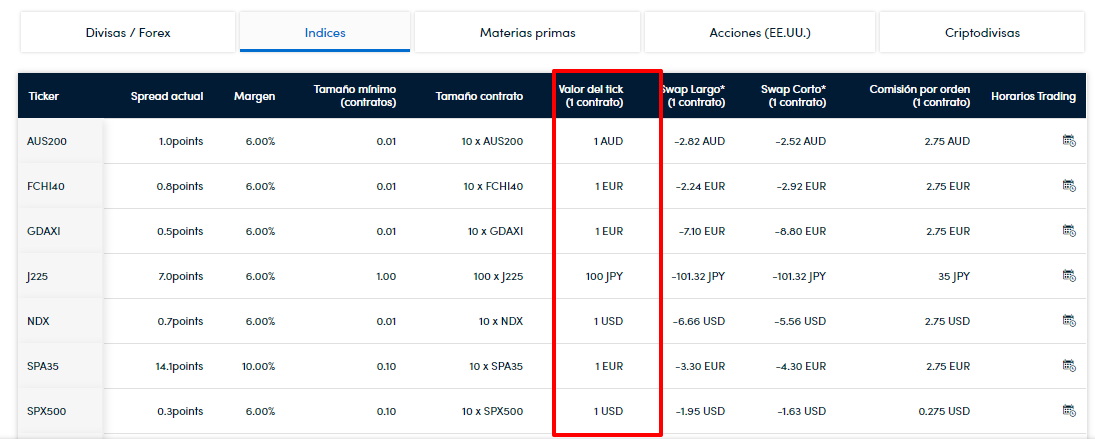 Divisas / Forex Indices Materias primas Acciones (EE.UU.) Criptodivisas
Ticker Spread actual Margen Tamaño mínimo (contratos) Tamaño contrato Valor del tick (1 contrato) Swap Largo* (1 contrato) Swap Corto* (1 contrato) Comisión por orden (1 contrato) Horarios Trading
AUS200 1.0points 6.00% 0.01 10 x AUS200 1 AUD -2.82 AUD -2.52 AUD 2.75 AUD
FCHI40 0.8points 6.00% 0.01 10 x FCHI40 1 EUR -2.24 EUR -2.92 EUR 2.75 EUR
GDAXI 0.5points 6.00% 0.01 10 x GDAXI 1 EUR -7.10 EUR -8.80 EUR 2.75 EUR
J225 7.0points 6.00% 1.00 100 x J225 100 JPY -101.32 JPY -101.32 JPY 35 JPY
NDX 0.7points 6.00% 0.01 10 x NDX 1 USD -6.66 USD -5.56 USD 2.75 USD
SPA35 14.1points 10.00% 0.10 10 x SPA35 1 EUR -3.30 EUR -4.30 EUR 2.75 EUR
SPX500 0.3points 6.00% 0.10 10 x SPX500 1 USD -1.95 USD -1.63 USD 0.275 USD